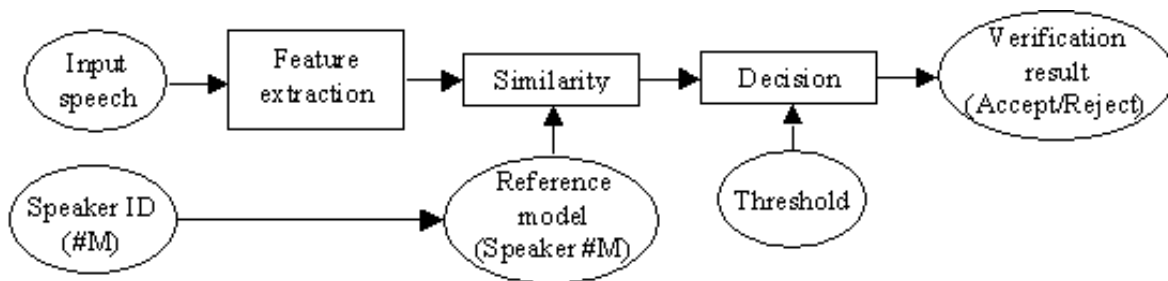 Input
speech
Feature
extraction
Similarity
Decision
Verification
result
(Accept/Reject)
Speaker ID
(#M)
Reference
model
(Speaker #M)
Threshold